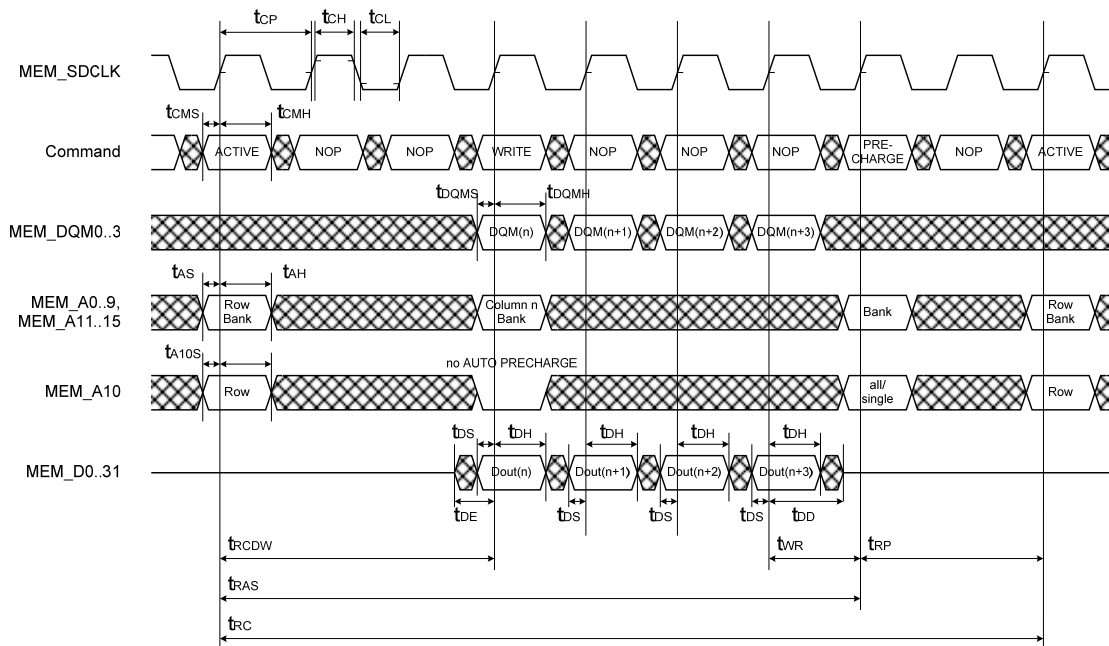 tCP tCH tCL
MEM_SDCLK
tCMS tCMH
Command ACTIVE NOP NOP WRITE NOP NOP NOP PRE-CHARGE NOP ACTIVE
tDQMS tDQMH
MEM_DQM0..3 DQM(n) DQM(n+1) DQM(n+2) DQM(n+3)
tAS tAH
MEM_A0..9, Row Column n Row
MEM_A11..15 Bank Bank Bank Bank
tA10S no AUTO PRECHARGE
MEM_A10 Row all/single Row
tDS tDH tDH tDH tDH
MEM_D0..31 Dout(n) Dout(n+1) Dout(n+2) Dout(n+3)
tDE tDS tDS tDS tDD
tRCDW tWR tRP
tRAS
tRC